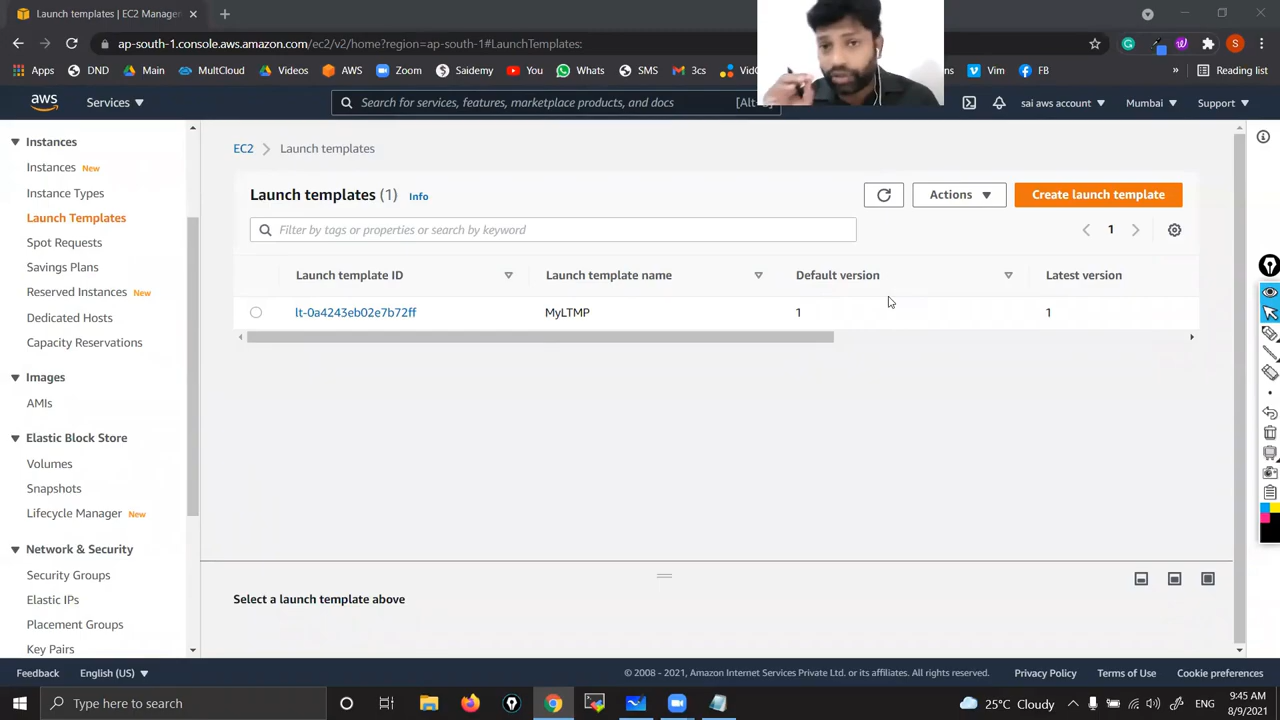 Launch templates | EC2 Manage
ap-south-1.console.aws.amazon.com/ec2/v2/home?region=ap-south-1#LaunchTemplates:
Apps
DND
Main
MultCloud
Videos
AWS
Zoom
Saidemy
You
Whats
SMS
3cs
Vid
Vim
FB
»
Reading list
aws
Services
Search for services, features, marketplace products, and docs
[Alt
sai aws account
Mumbai
Support
Instances
Instances New
Instance Types
Launch Templates
Spot Requests
Savings Plans
Reserved Instances New
Dedicated Hosts
Capacity Reservations
Images
AMIs
Elastic Block Store
Volumes
Snapshots
Lifecycle Manager New
Network & Security
Security Groups
Elastic IPs
Placement Groups
Key Pairs
EC2 > Launch templates
Launch templates (1) Info
Actions
Create launch template
Filter by tags or properties or search by keyword
1
Launch template ID
Launch template name
Default version
Latest version
lt-0a4243eb02e7b72ff
MyLTMP
1
1
Select a launch template above
Feedback
English (US)
© 2008 - 2021, Amazon Internet Services Private Ltd. or its affiliates. All rights reserved.
Privacy Policy
Terms of Use
Cookie preferences
Type here to search
25°C Cloudy
9:45 AM
8/9/2021